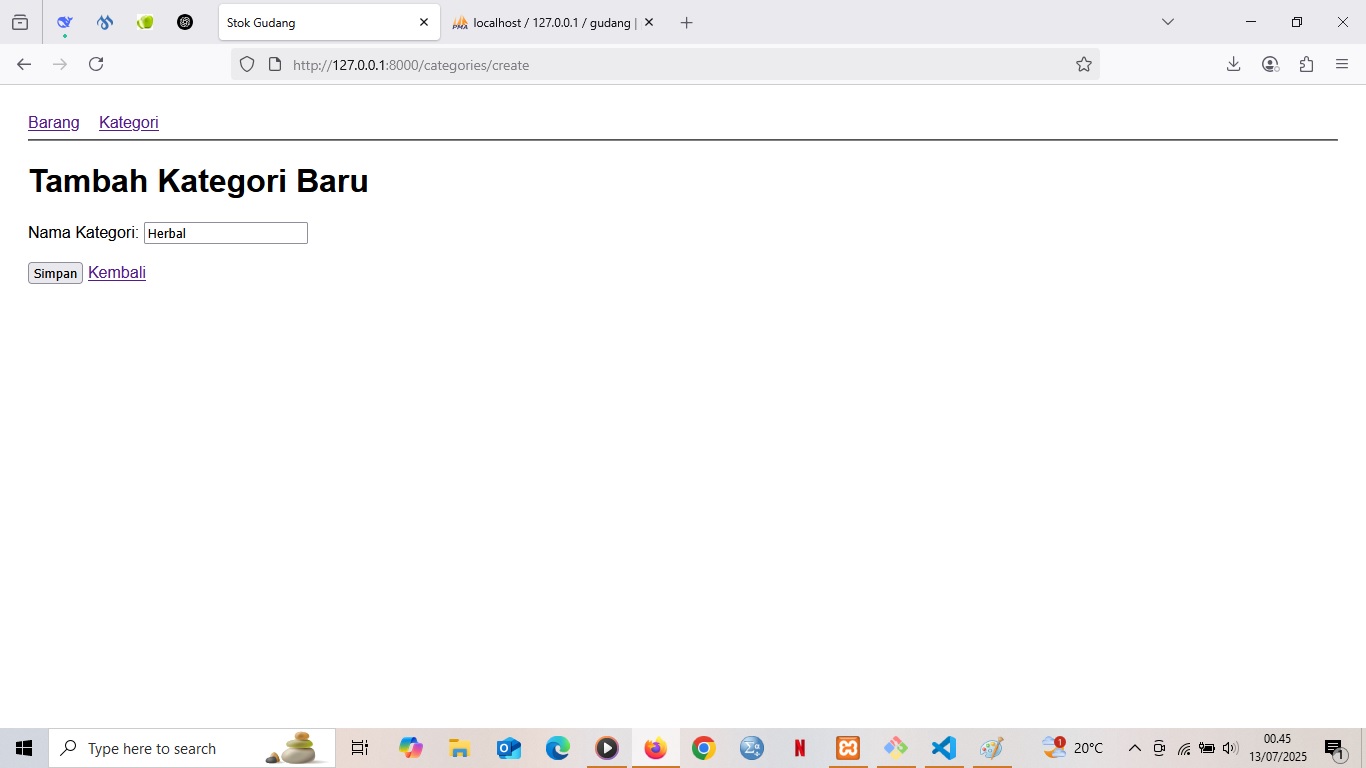 Stok Gudang
localhost / 127.0.0.1 / gudang |
http://127.0.0.1:8000/categories/create
Barang Kategori
Tambah Kategori Baru
Nama Kategori: Herbal
Simpan Kembali
Type here to search
20°C
00.45
13/07/2025